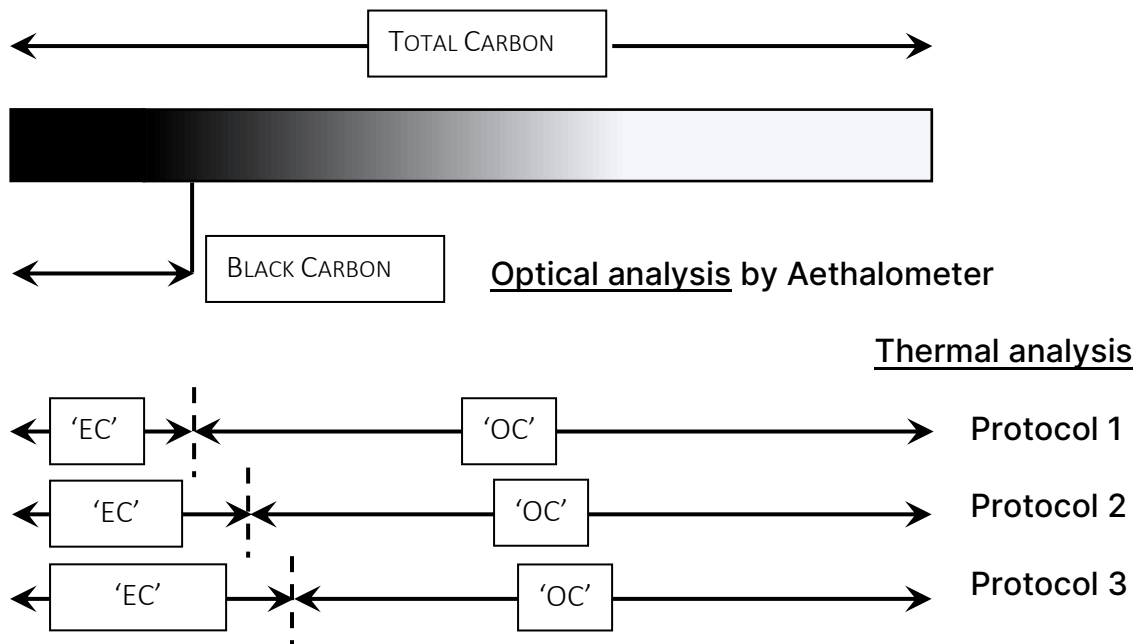 TOTAL CARBON
BLACK CARBON
Optical analysis by Aethalometer
Thermal analysis
‘EC’ ‘OC’ Protocol 1
‘EC’ ‘OC’ Protocol 2
‘EC’ ‘OC’ Protocol 3